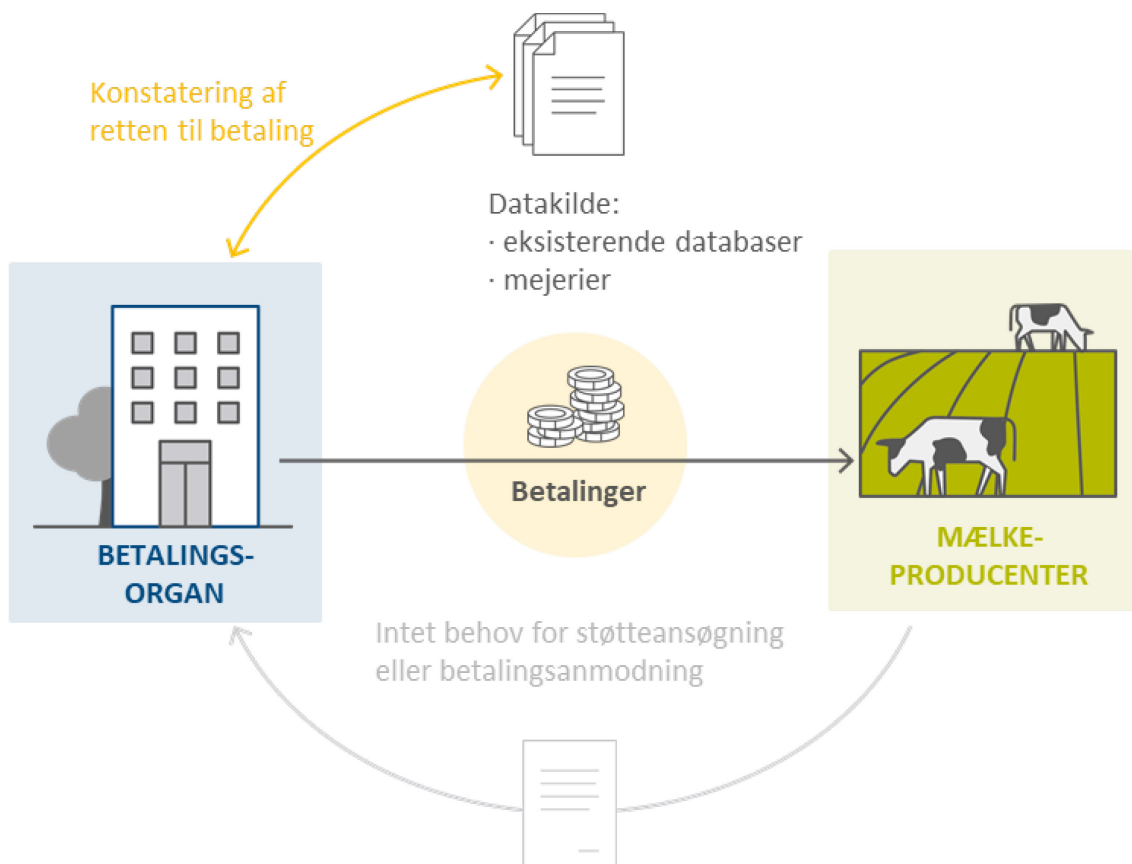 Konstatering af
retten til betaling
Datakilde:
· eksisterende databaser
· mejerier
Betalinger
BETALINGS-
ORGAN
MÆLKE-
PRODUCENTER
Intet behov for støtteansøgning
eller betalingsanmodning